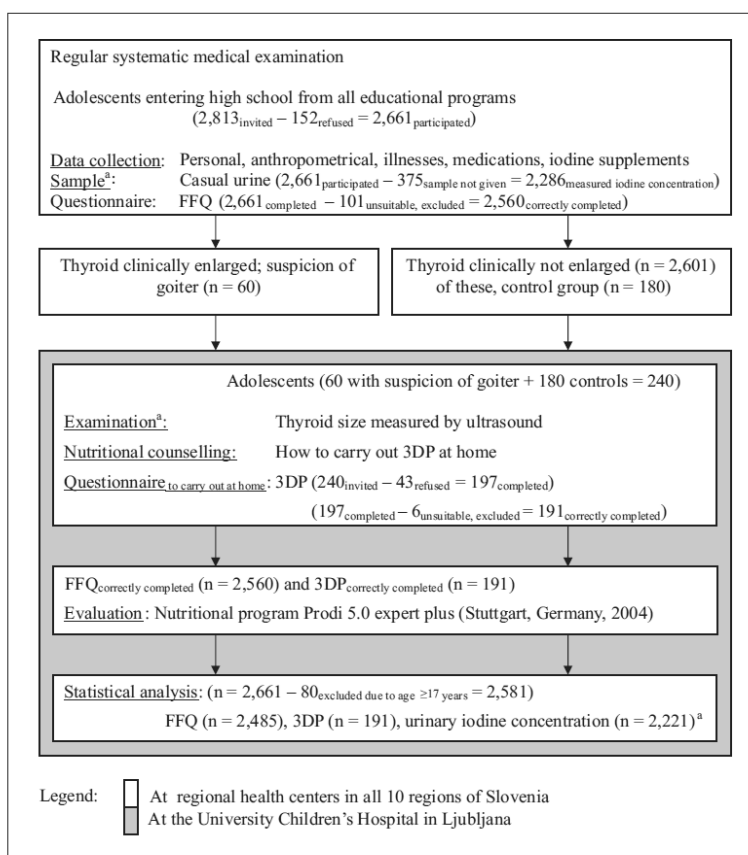 Regular systematic medical examination
Adolescents entering high school from all educational programs
(2,813invited – 152refused = 2,661participated)
Data collection: Personal, anthropometrical, illnesses, medications, iodine supplements
Samplea: Casual urine (2,661participated – 375sample not given = 2,286measured iodine concentration)
Questionnaire: FFQ (2,661completed – 101unsuitable, excluded = 2,560correctly completed)
Thyroid clinically enlarged; suspicion of
goiter (n = 60)
Thyroid clinically not enlarged (n = 2,601)
of these, control group (n = 180)
Adolescents (60 with suspicion of goiter + 180 controls = 240)
Examinationa: Thyroid size measured by ultrasound
Nutritional counselling: How to carry out 3DP at home
Questionnaire to carry out at home: 3DP (240invited – 43refused = 197completed)
(197completed – 6unsuitable, excluded = 191correctly completed)
FFQcorrectly completed (n = 2,560) and 3DPcorrectly completed (n = 191)
Evaluation: Nutritional program Prodi 5.0 expert plus (Stuttgart, Germany, 2004)
Statistical analysis: (n = 2,661 – 80excluded due to age ≥17 years = 2,581)
FFQ (n = 2,485), 3DP (n = 191), urinary iodine concentration (n = 2,221)a
Legend: At regional health centers in all 10 regions of Slovenia
At the University Children's Hospital in Ljubljana